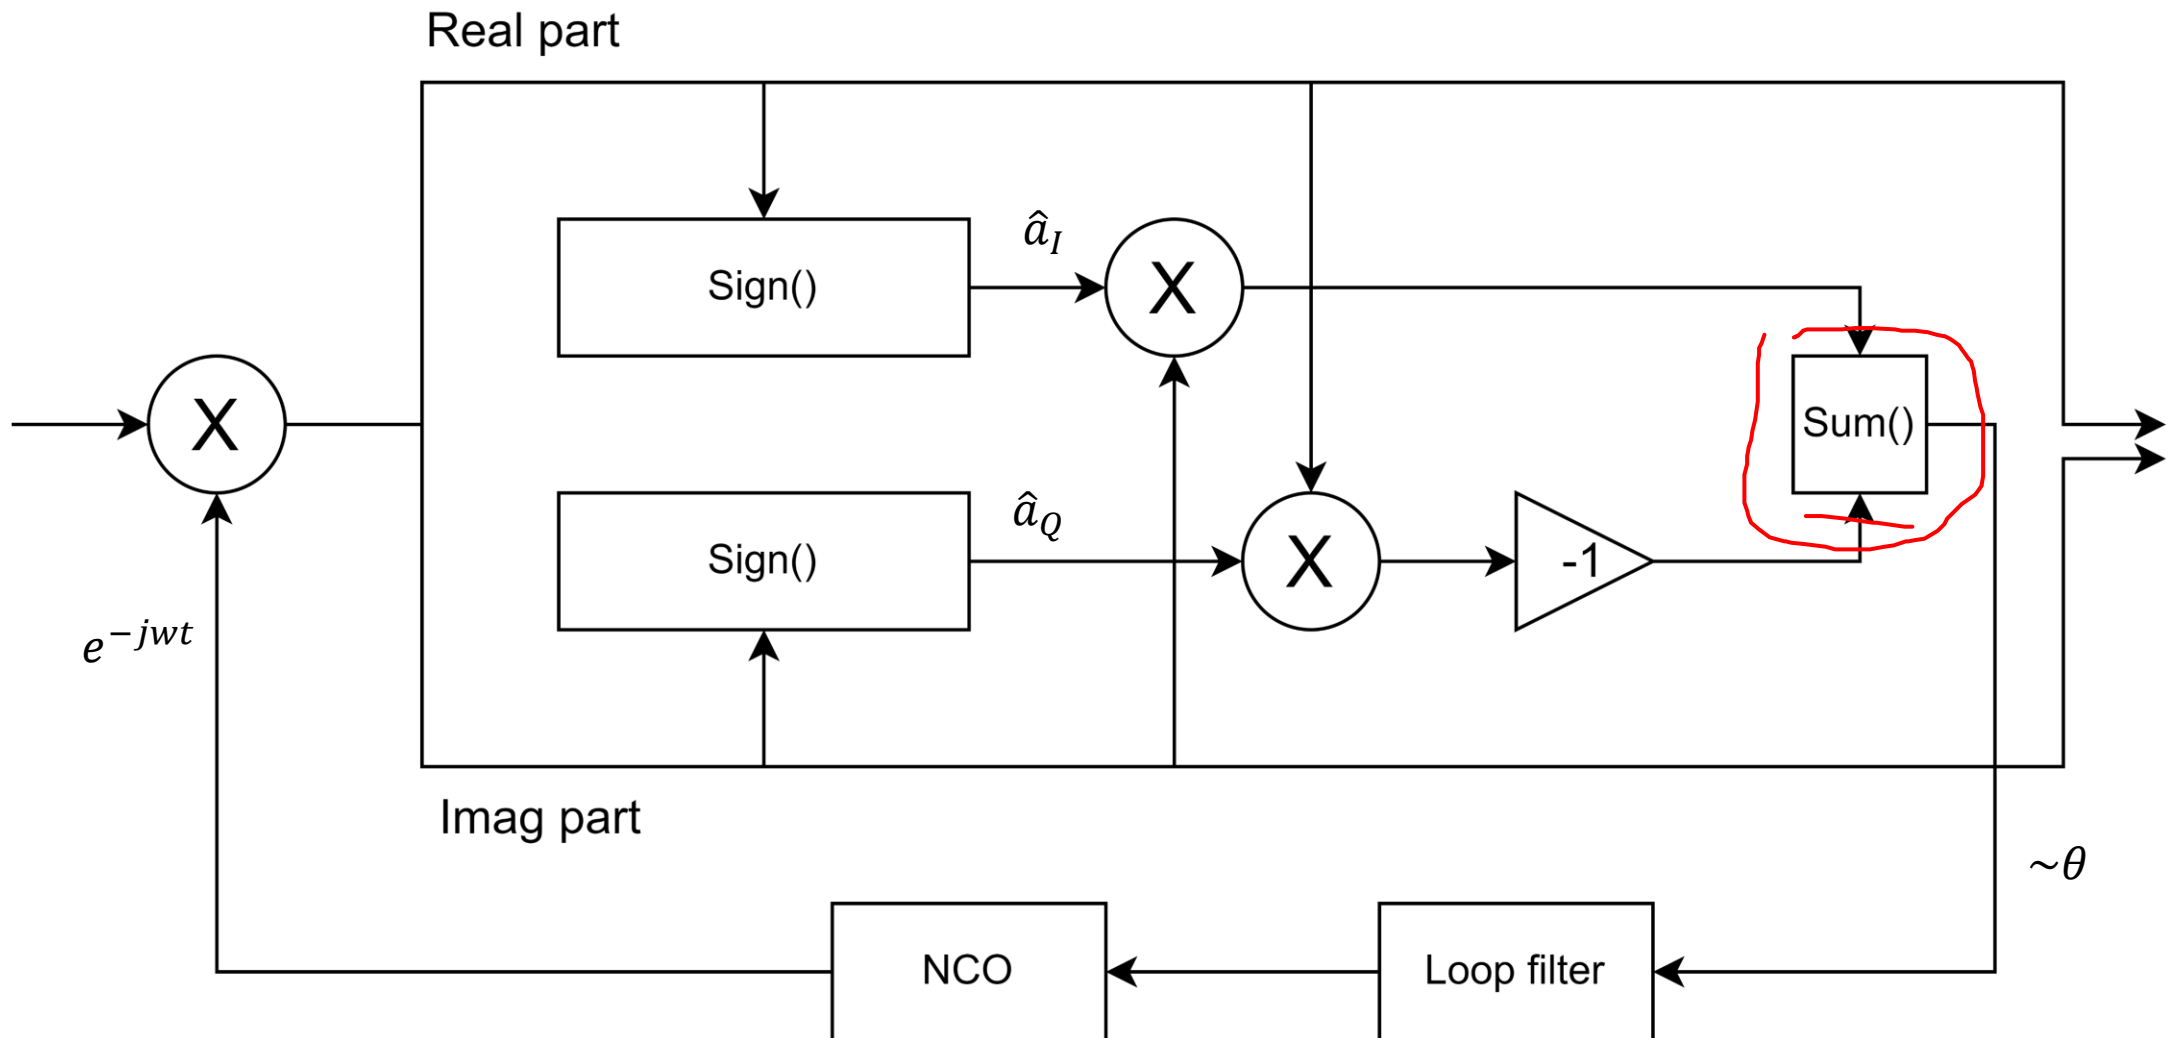 Real part
Sign()
â_I
X
X
Sum()
Sign()
â_Q
X
-1
e^{-jwt}
Imag part
~θ
NCO
Loop filter